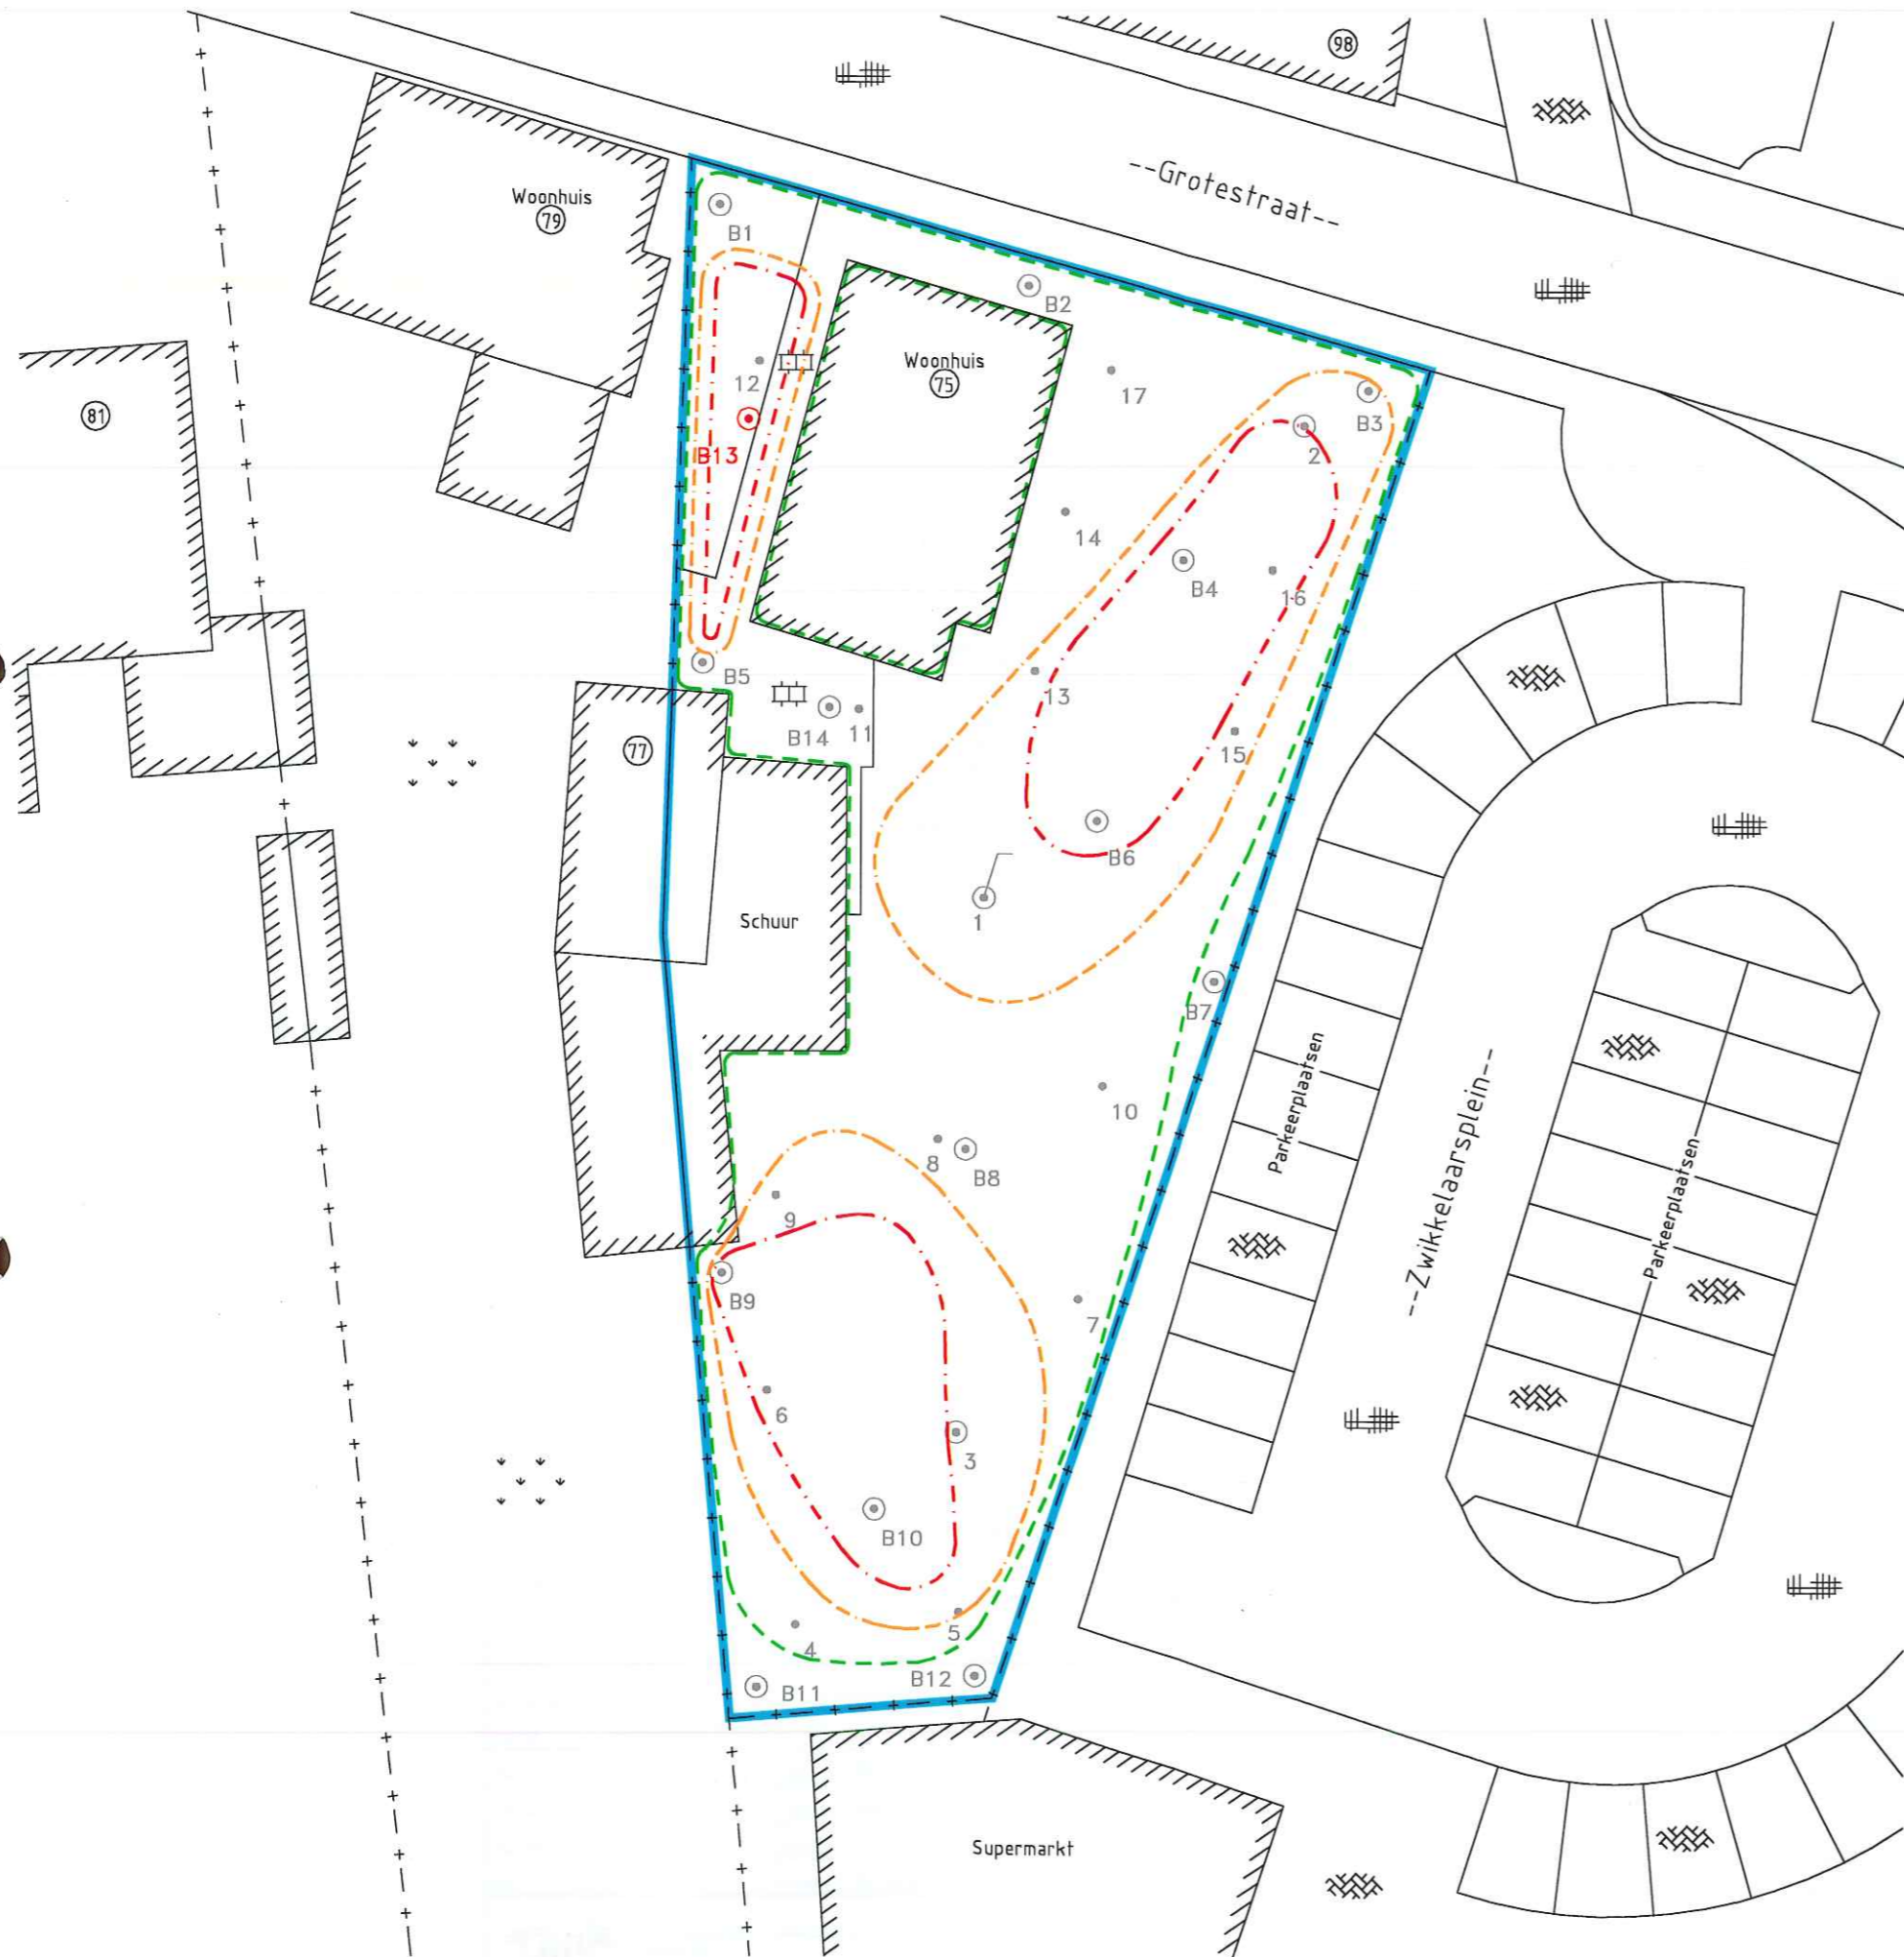 98
--Grotestraat--
Woonhuis
79
B1
B2
Woonhuis
75
12
17
B3
81
2
B13
14
B4
16
B5
13
B14
11
77
15
B6
Schuur
1
B7
Parkeerplaatsen
--Zwikkelaarsplein--
Parkeerplaatsen
10
8
B8
9
B9
7
6
3
B10
5
4
B12
B11
Supermarkt